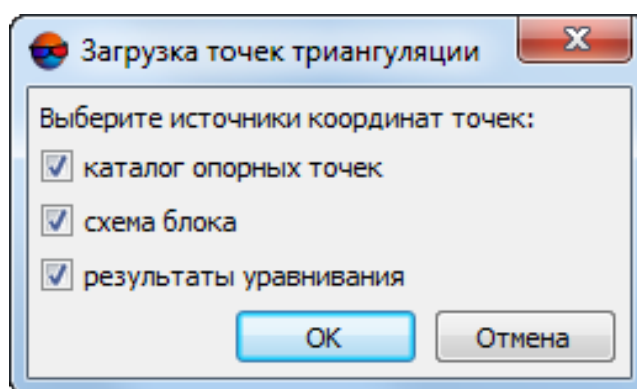 Загрузка точек триангуляции
Выберите источники координат точек:
каталог опорных точек
схема блока
результаты уравнивания
OK
Отмена